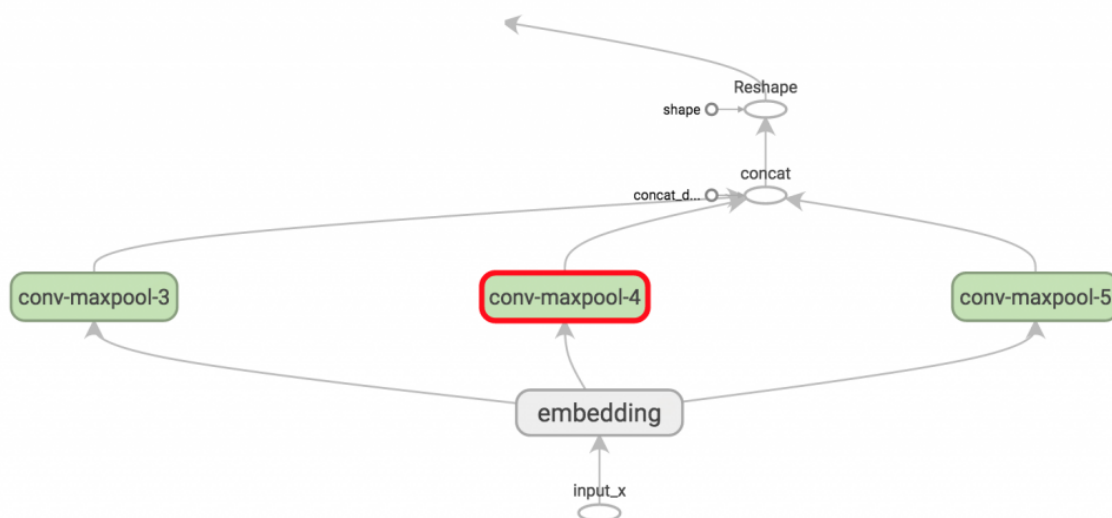 Reshape
shape
concat
concat_d...
conv-maxpool-3
conv-maxpool-4
conv-maxpool-5
embedding
input_x